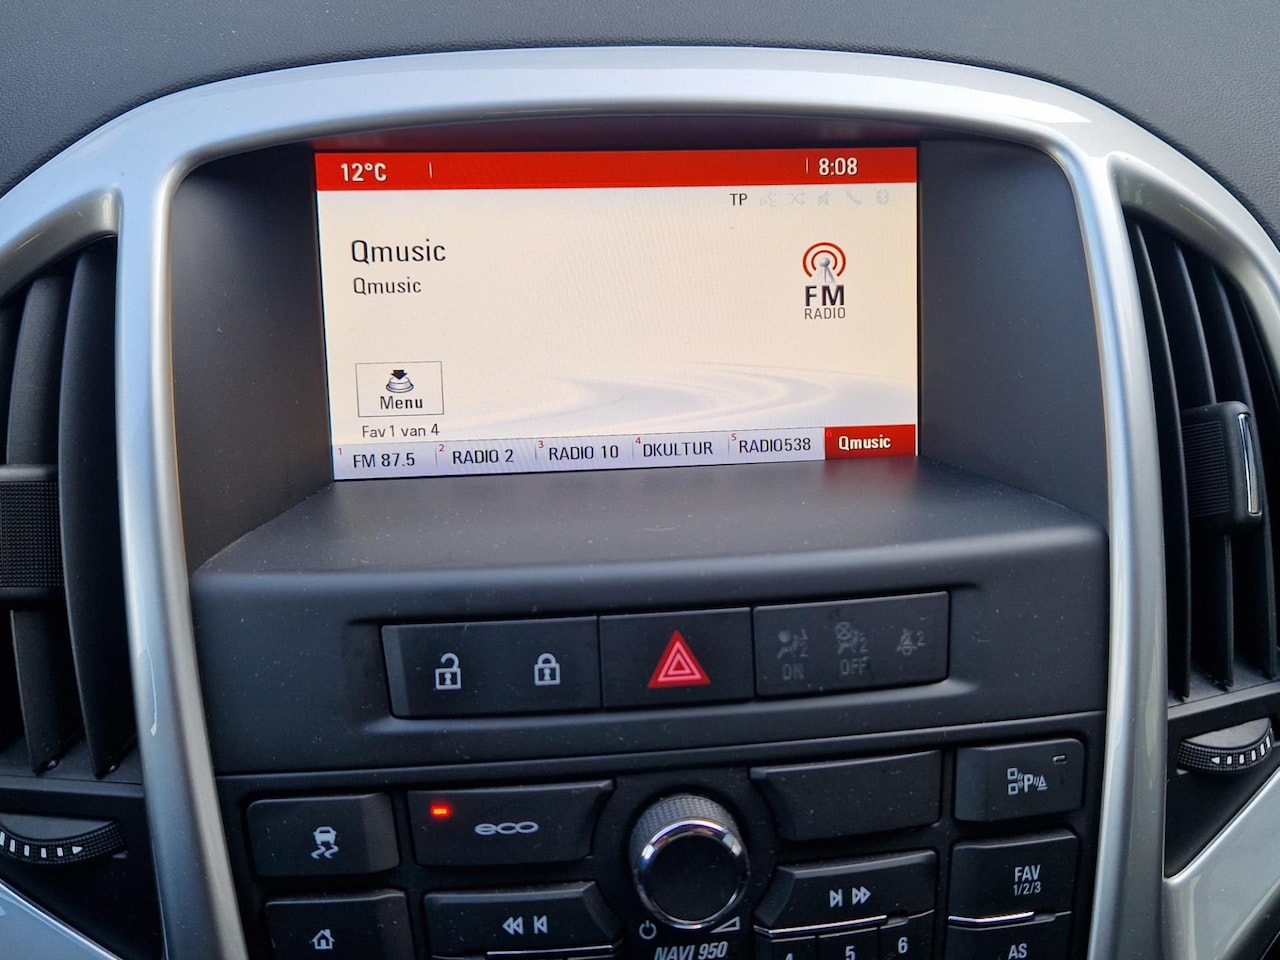 12°C 8:08
TP
Qmusic
Qmusic
FM
RADIO
Menu
Fav 1 van 4
1 FM 87.5 2 RADIO 2 3 RADIO 10 4 DKULTUR 5 RADIO538 6 Qmusic
2 ON 2 OFF 2
P
eco
FAV
1/2/3
NAVI 950
4 5 6
AS